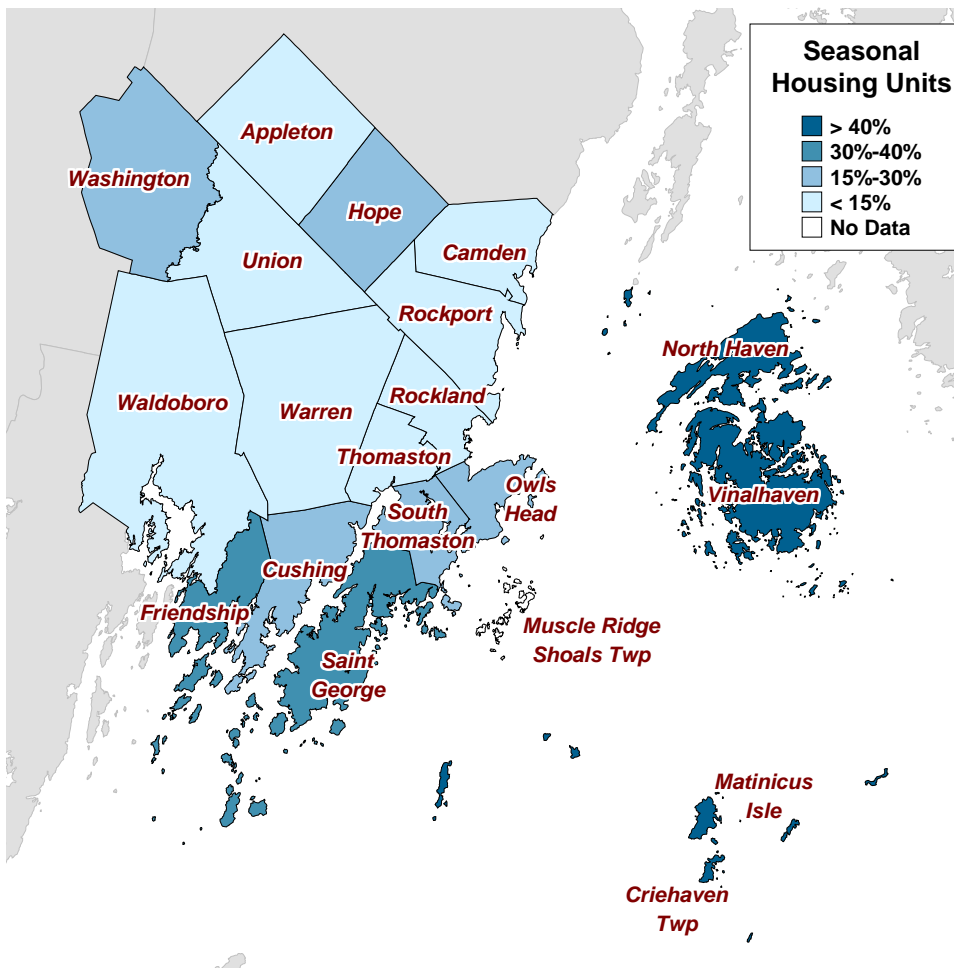 Seasonal
Housing Units
> 40%
30%-40%
15%-30%
< 15%
No Data
Appleton
Washington
Hope
Camden
Union
Rockport
North Haven
Rockland
Waldoboro
Warren
Thomaston
Owls
Head
Vinalhaven
South
Thomaston
Cushing
Friendship
Muscle Ridge
Shoals Twp
Saint
George
Matinicus
Isle
Criehaven
Twp